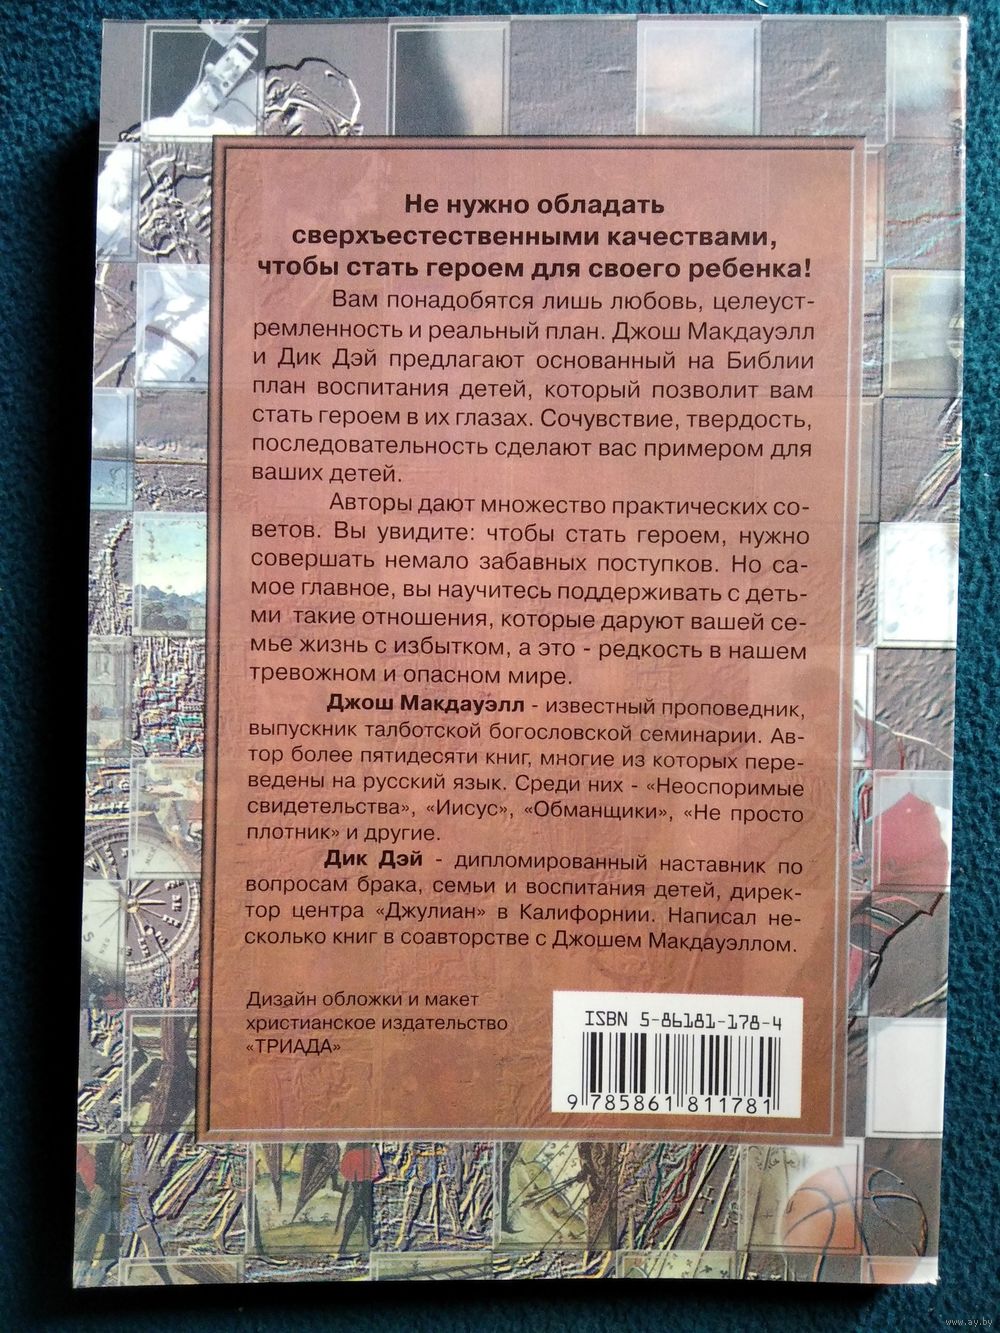 Не нужно обладать
сверхъестественными качествами,
чтобы стать героем для своего ребенка!
Вам понадобятся лишь любовь, целеуст-
ремленность и реальный план. Джош Макдауэлл
и Дик Дэй предлагают основанный на Библии
план воспитания детей, который позволит вам
стать героем в их глазах. Сочувствие, твердость,
последовательность сделают вас примером для
ваших детей.
Авторы дают множество практических со-
ветов. Вы увидите: чтобы стать героем, нужно
совершать немало забавных поступков. Но са-
мое главное, вы научитесь поддерживать с деть-
ми такие отношения, которые даруют вашей се-
мье жизнь с избытком, а это - редкость в нашем
тревожном и опасном мире.
Джош Макдауэлл - известный проповедник,
выпускник талботской богословской семинарии. Ав-
тор более пятидесяти книг, многие из которых пере-
ведены на русский язык. Среди них - «Неоспоримые
свидетельства», «Иисус», «Обманщики», «Не просто
плотник» и другие.
Дик Дэй - дипломированный наставник по
вопросам брака, семьи и воспитания детей, дирек-
тор центра «Джулиан» в Калифорнии. Написал не-
сколько книг в соавторстве с Джошем Макдауэллом.
Дизайн обложки и макет
христианское издательство
«ТРИАДА»
ISBN 5-86181-178-4
9 785861 811781
www.ay.by